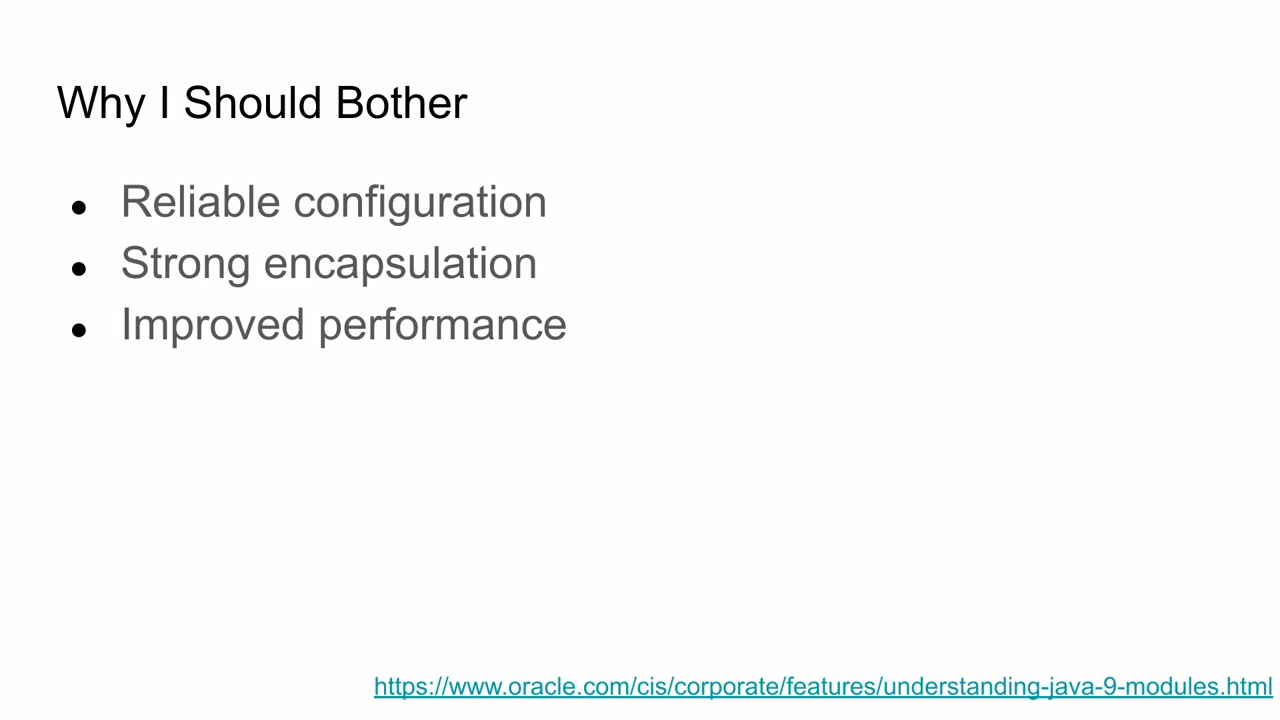 Why I Should Bother
● Reliable configuration
● Strong encapsulation
● Improved performance
https://www.oracle.com/cis/corporate/features/understanding-java-9-modules.html